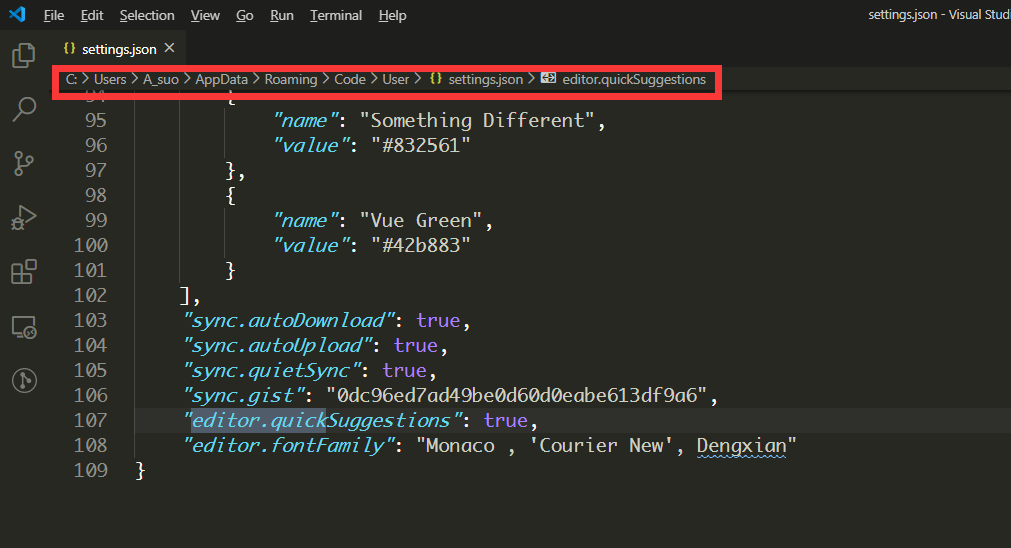 File Edit Selection View Go Run Terminal Help settings.json - Visual Studi
{} settings.json ×
C: > Users > A_suo > AppData > Roaming > Code > User > {} settings.json > editor.quickSuggestions
94 {
95 "name": "Something Different",
96 "value": "#832561"
97 },
98 {
99 "name": "Vue Green",
100 "value": "#42b883"
101 }
102 ],
103 "sync.autoDownload": true,
104 "sync.autoUpload": true,
105 "sync.quietSync": true,
106 "sync.gist": "0dc96ed7ad49be0d60d0eabe613df9a6",
107 "editor.quickSuggestions": true,
108 "editor.fontFamily": "Monaco , 'Courier New', Dengxian"
109 }